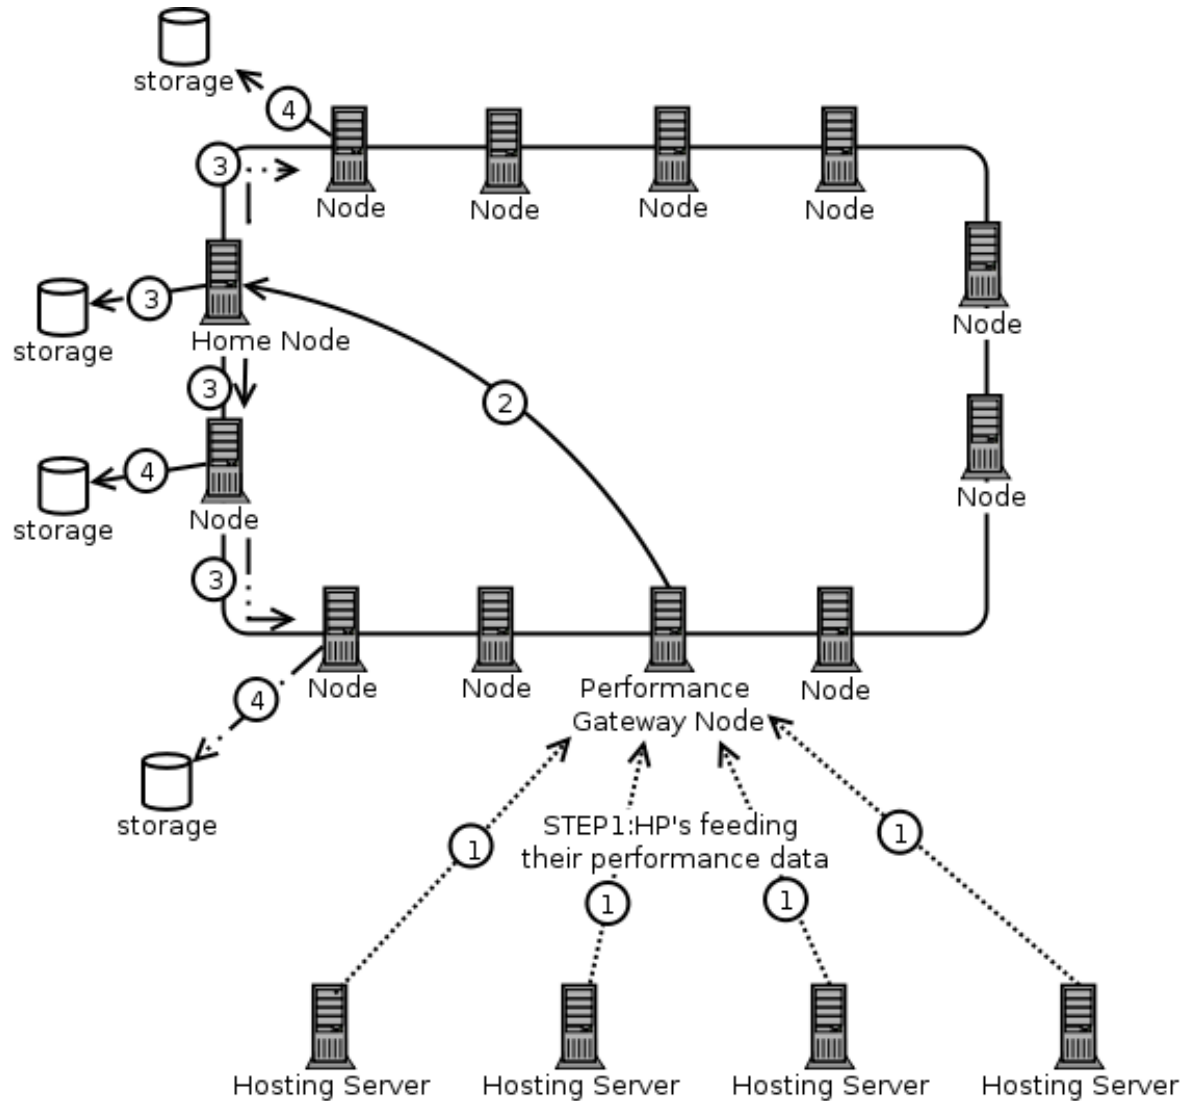 storage
4
3
Node
Node
Node
Node
3
storage
Home Node
Node
3
2
4
storage
Node
Node
3
Node
Node
Performance
Gateway Node
Node
4
storage
STEP1:HP's feeding
their performance data
1
1
1
1
Hosting Server
Hosting Server
Hosting Server
Hosting Server